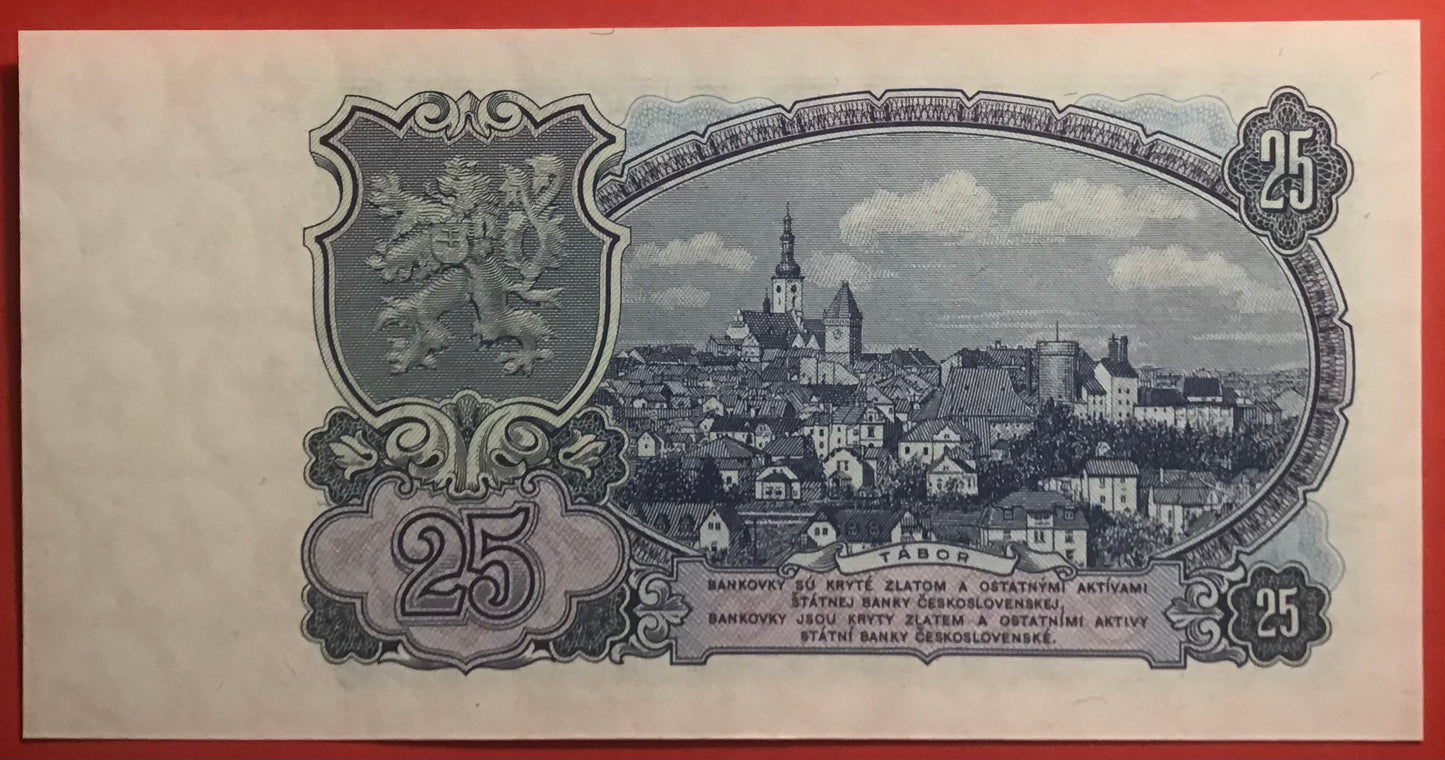 25
TÁBOR
BANKOVKY SÚ KRYTÉ ZLATOM A OSTATNÝMI AKTÍVAMI
ŠTÁTNEJ BANKY ČESKOSLOVENSKEJ,
BANKOVKY JSOU KRYTY ZLATEM A OSTATNÍMI AKTIVY
STÁTNÍ BANKY ČESKOSLOVENSKÉ.
25
25